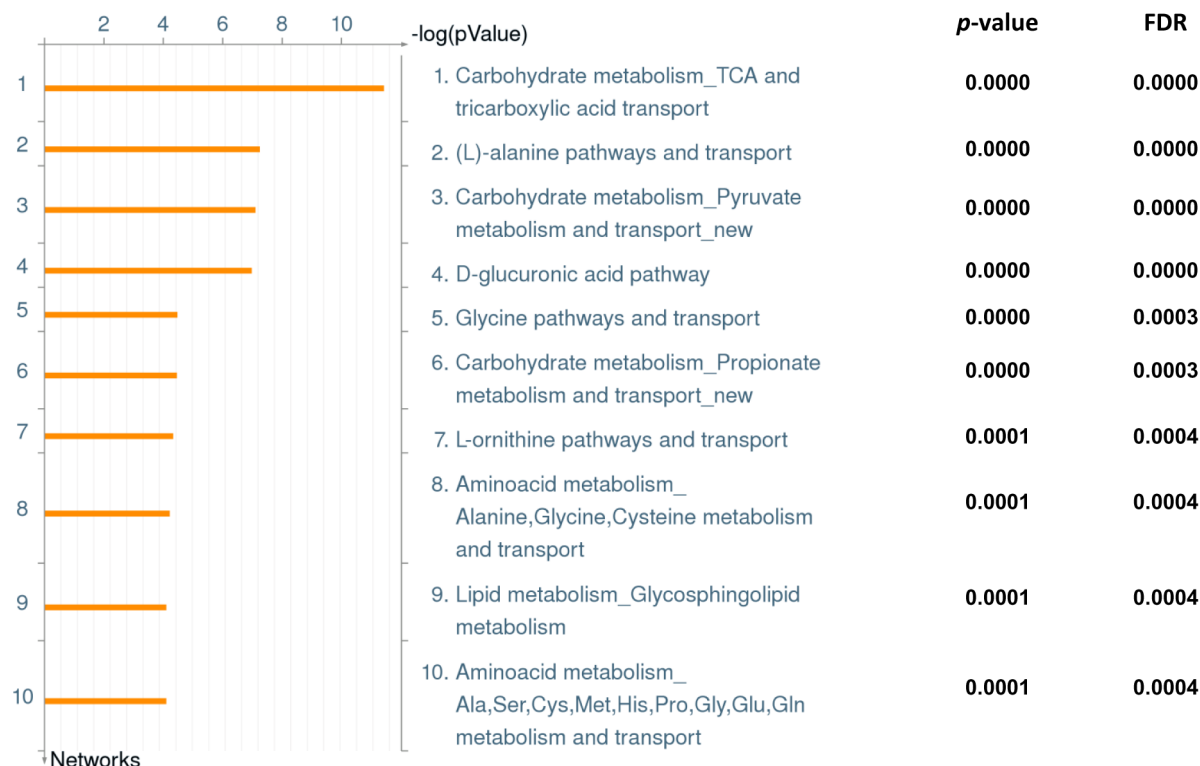 2 4 6 8 10
-log(pValue)
p-value FDR
1 1. Carbohydrate metabolism_TCA and 0.0000 0.0000
tricarboxylic acid transport
2 2. (L)-alanine pathways and transport 0.0000 0.0000
3 3. Carbohydrate metabolism_Pyruvate 0.0000 0.0000
metabolism and transport_new
4 4. D-glucuronic acid pathway 0.0000 0.0000
5 5. Glycine pathways and transport 0.0000 0.0003
6 6. Carbohydrate metabolism_Propionate 0.0000 0.0003
metabolism and transport_new
7 7. L-ornithine pathways and transport 0.0001 0.0004
8. Aminoacid metabolism_
8 Alanine,Glycine,Cysteine metabolism 0.0001 0.0004
and transport
9 9. Lipid metabolism_Glycosphingolipid 0.0001 0.0004
metabolism
10. Aminoacid metabolism_
10 Ala,Ser,Cys,Met,His,Pro,Gly,Glu,Gln 0.0001 0.0004
metabolism and transport
Networks